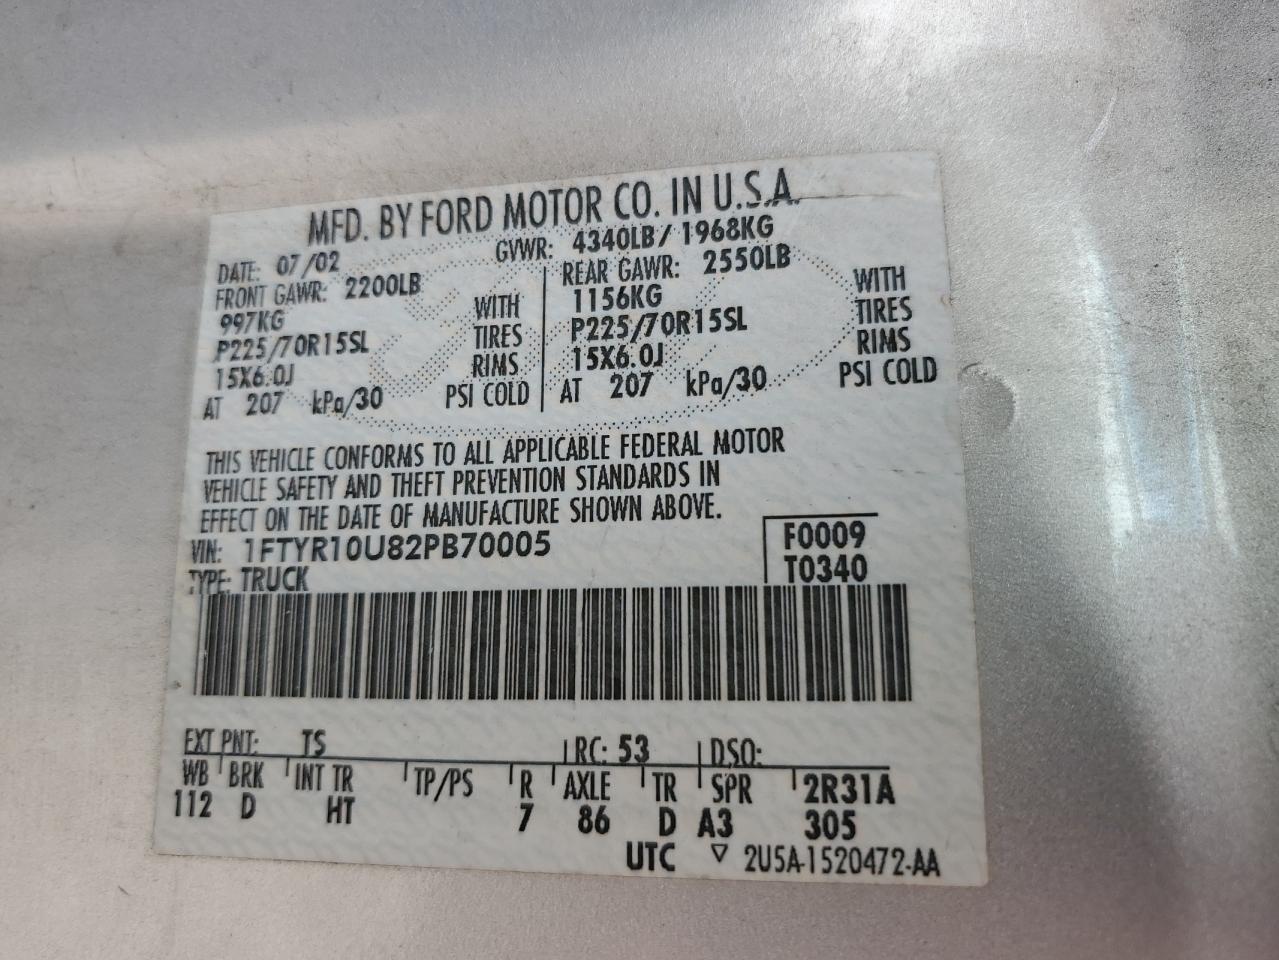 MFD. BY FORD MOTOR CO. IN U.S.A.
DATE: 07/02 GVWR: 4340LB/ 1968KG
FRONT GAWR: 2200LB REAR GAWR: 2550LB
997KG WITH 1156KG WITH
P225/70R15SL TIRES P225/70R15SL TIRES
15X6.0J RIMS 15X6.0J RIMS
AT 207 kPa/30 PSI COLD AT 207 kPa/30 PSI COLD
THIS VEHICLE CONFORMS TO ALL APPLICABLE FEDERAL MOTOR
VEHICLE SAFETY AND THEFT PREVENTION STANDARDS IN
EFFECT ON THE DATE OF MANUFACTURE SHOWN ABOVE.
VIN: 1FTYR10U82PB70005 F0009
TYPE: TRUCK T0340
EXT PNT: TS RC: 53 DSO:
WB BRK INT TR TP/PS R AXLE TR SPR 2R31A
112 D HT 7 86 D A3 305
UTC ▽ 2U5A-1520472-AA